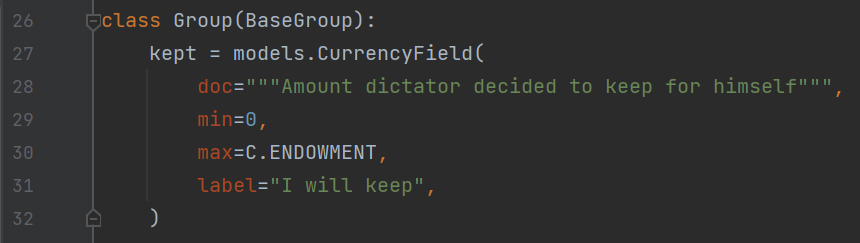 26 class Group(BaseGroup):
27     kept = models.CurrencyField(
28         doc="""Amount dictator decided to keep for himself""",
29         min=0,
30         max=C.ENDOWMENT,
31         label="I will keep",
32     )